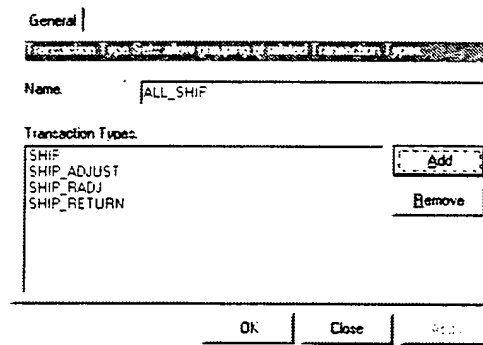 General
Transaction Type Sets allow grouping of related Transaction Types
Name:
ALL_SHIP
Transaction Types:
SHIP
SHIP_ADJUST
SHIP_RADJ
SHIP_RETURN
Add
Remove
OK
Close